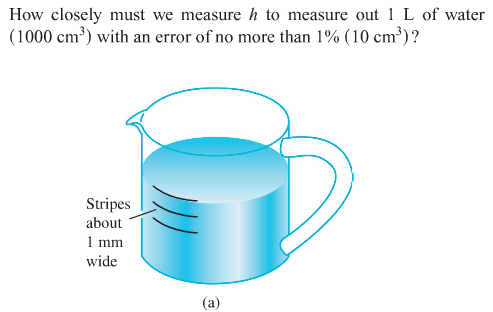 How closely must we measure h to measure out 1 L of water
(1000 cm³) with an error of no more than 1% (10 cm³)?
Stripes
about
1 mm
wide
(a)